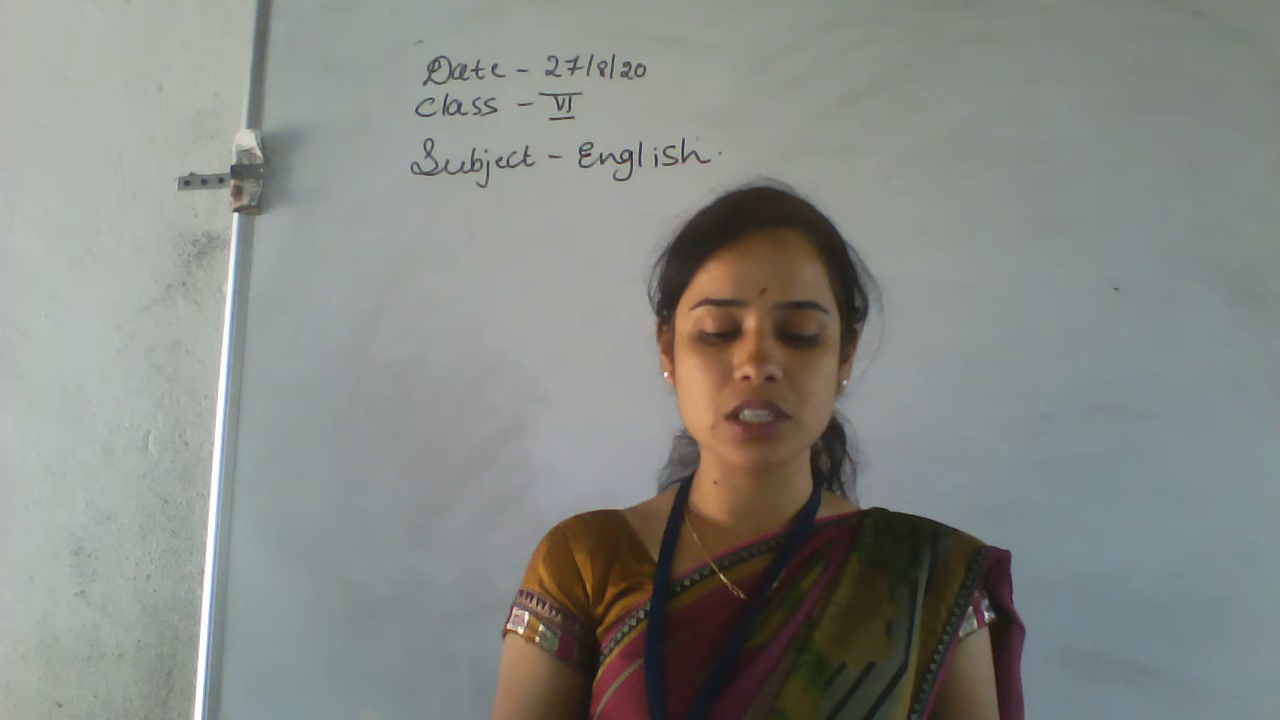 Date - 27/8/20
Class - VI
Subject - English.